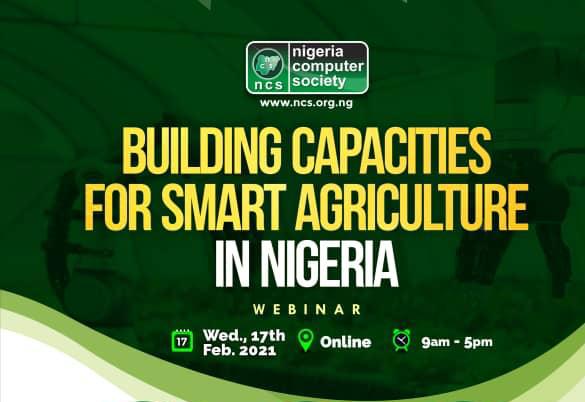 nigeria
computer
society
ncs
www.ncs.org.ng
BUILDING CAPACITIES
FOR SMART AGRICULTURE
IN NIGERIA
WEBINAR
17
Wed., 17th
Feb. 2021
Online
9am - 5pm